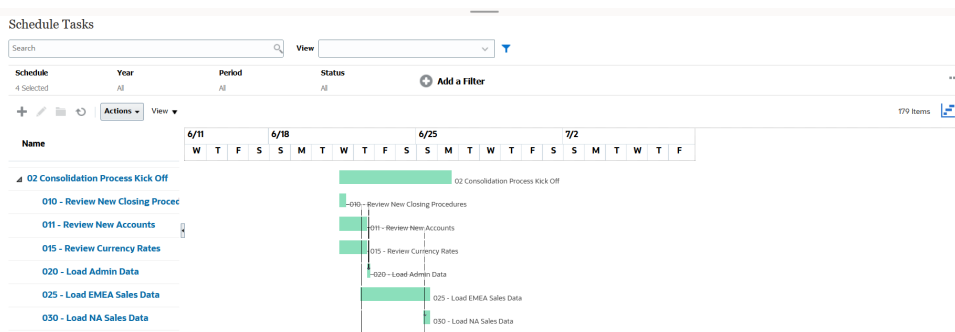 Schedule Tasks
Search
View
Schedule Year Period Status
4 Selected All All All
Add a Filter
Actions View
179 Items
Name
6/11 6/18 6/25 7/2
W T F S S M T W T F S S M T W T F S S M T W T F
02 Consolidation Process Kick Off
02 Consolidation Process Kick Off
010 - Review New Closing Proced
010 - Review New Closing Procedures
011 - Review New Accounts
011 - Review New Accounts
015 - Review Currency Rates
015 - Review Currency Rates
020 - Load Admin Data
020 - Load Admin Data
025 - Load EMEA Sales Data
025 - Load EMEA Sales Data
030 - Load NA Sales Data
030 - Load NA Sales Data